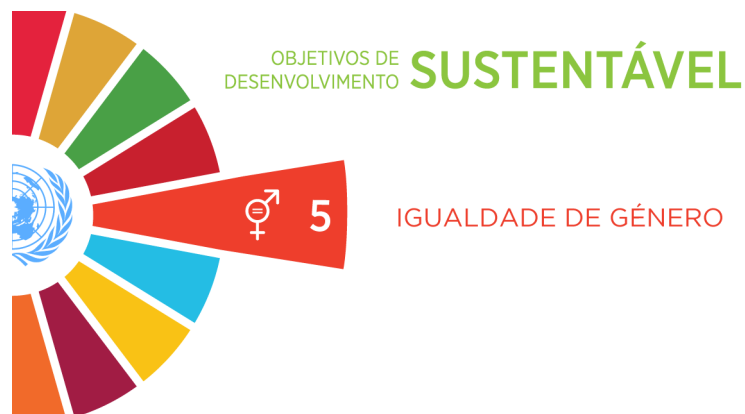 OBJETIVOS DE
DESENVOLVIMENTO SUSTENTÁVEL
5 IGUALDADE DE GÉNERO